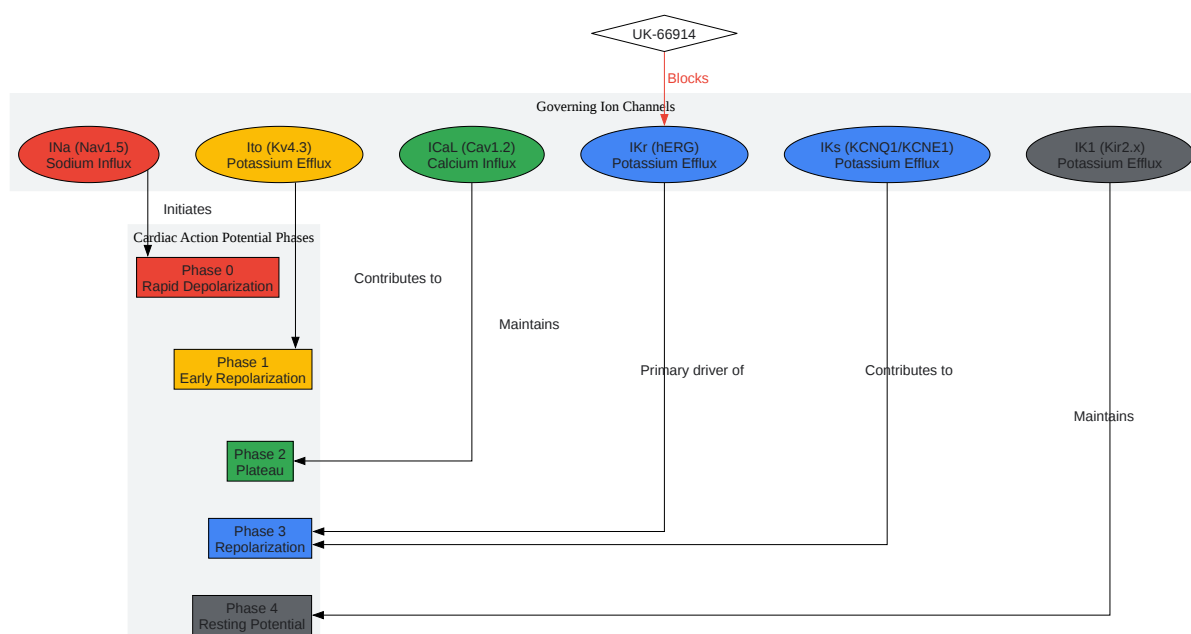 UK-66914
Blocks
Governing Ion Channels
INa (Nav1.5)
Sodium Influx
Ito (Kv4.3)
Potassium Efflux
ICaL (Cav1.2)
Calcium Influx
IKr (hERG)
Potassium Efflux
IKs (KCNQ1/KCNE1)
Potassium Efflux
IK1 (Kir2.x)
Potassium Efflux
Initiates
Cardiac Action Potential Phases
Phase 0
Rapid Depolarization
Contributes to
Maintains
Phase 1
Early Repolarization
Primary driver of
Contributes to
Maintains
Phase 2
Plateau
Phase 3
Repolarization
Phase 4
Resting Potential